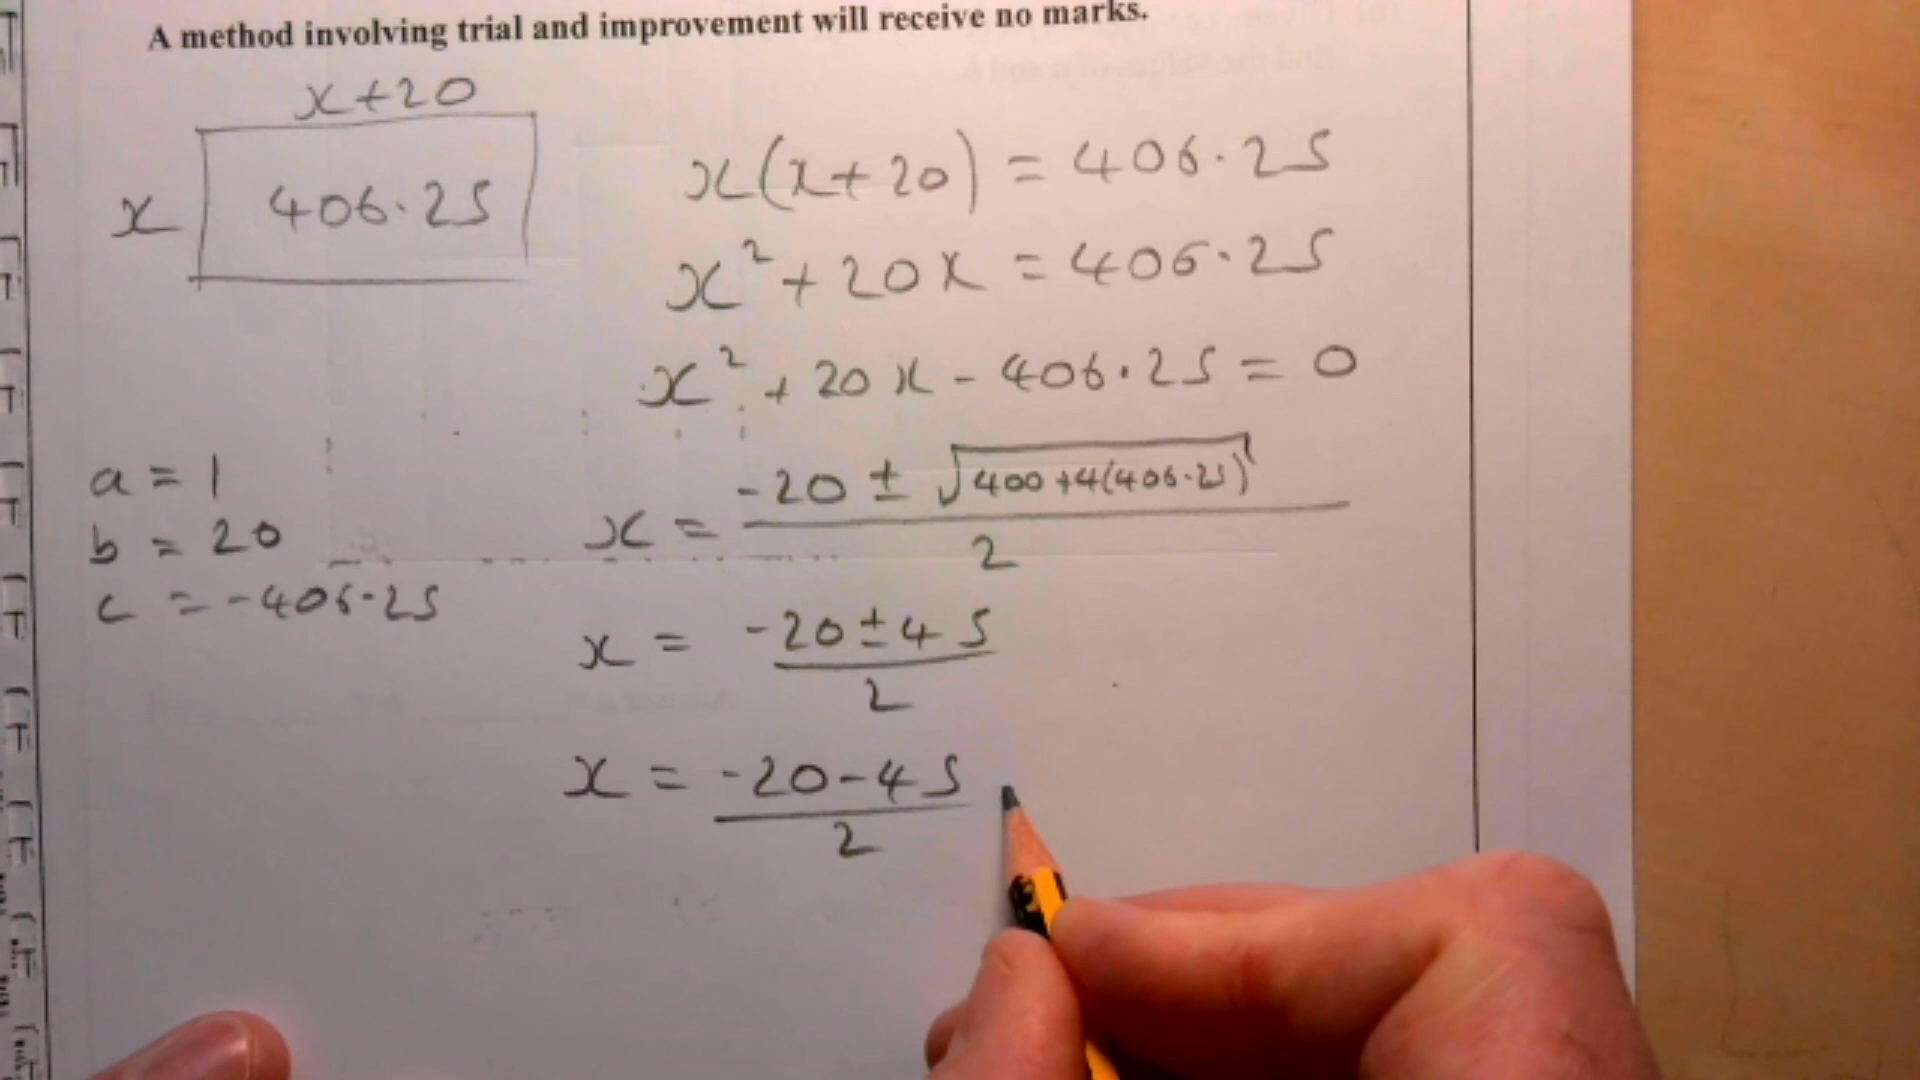 A method involving trial and improvement will receive no marks.
x+20
x
406.25
x(x+20) = 406.25
x² + 20x = 406.25
x² + 20x - 406.25 = 0
a = 1
b = 20
c = -406.25
x = -20 ± √400+4(406.25)
2
x = -20±45
2
x = -20-45
2